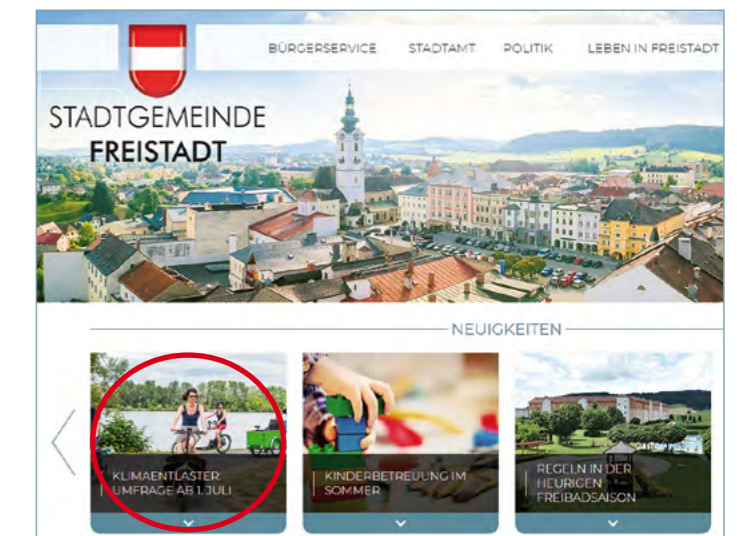 BÜRGERSERVICE STADTAMT POLITIK LEBEN IN FREISTADT
STADTGEMEINDE
FREISTADT
NEUIGKEITEN
KLIMAENTLASTER:
UMFRAGE AB 1. JULI
KINDERBETREUUNG IM
SOMMER
REGELN IN DER
HEURIGEN
FREIBADSAISON